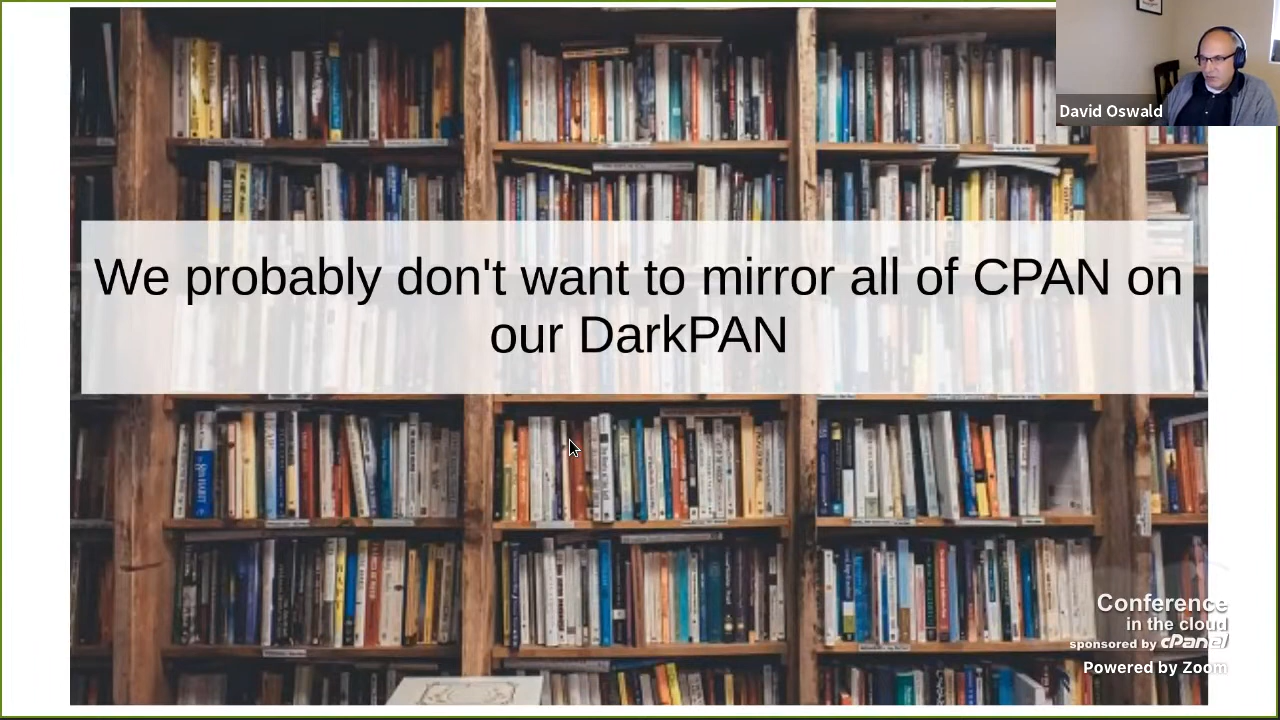 David Oswald
We probably don't want to mirror all of CPAN on
our DarkPAN
Conference
in the cloud
sponsored by cPanel
Powered by Zoom